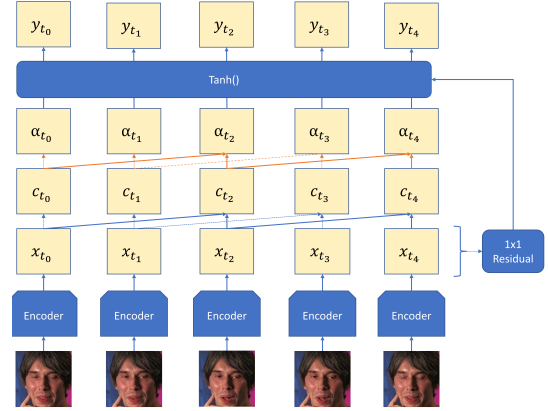 y_{t_0} y_{t_1} y_{t_2} y_{t_3} y_{t_4}
Tanh()
α_{t_0} α_{t_1} α_{t_2} α_{t_3} α_{t_4}
c_{t_0} c_{t_1} c_{t_2} c_{t_3} c_{t_4}
x_{t_0} x_{t_1} x_{t_2} x_{t_3} x_{t_4}
1x1
Residual
Encoder Encoder Encoder Encoder Encoder